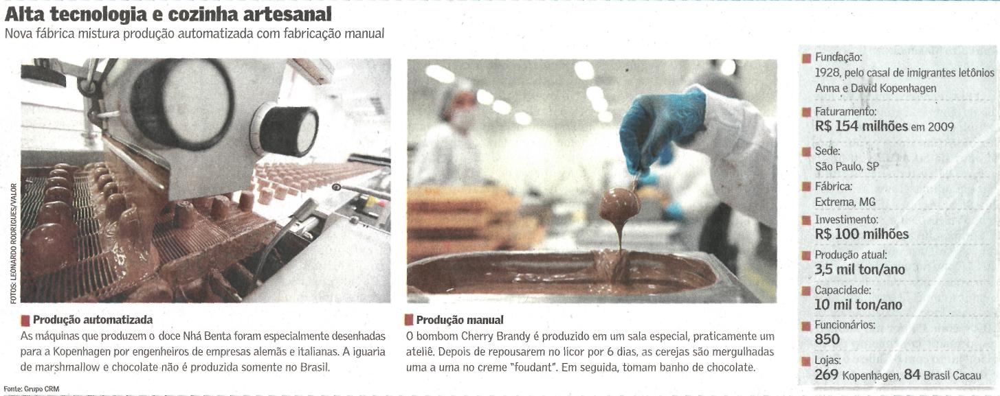 Alta tecnologia e cozinha artesanal
Nova fábrica mistura produção automatizada com fabricação manual
FOTOS: LEONARDO RODRIGUES/VALOR
Produção automatizada
As máquinas que produzem o doce Nhá Benta foram especialmente desenhadas
para a Kopenhagen por engenheiros de empresas alemãs e italianas. A iguaria
de marshmallow e chocolate não é produzida somente no Brasil.
Produção manual
O bombom Cherry Brandy é produzido em um sala especial, praticamente um
ateliê. Depois de repousarem no licor por 6 dias, as cerejas são mergulhadas
uma a uma no creme "foudant". Em seguida, tomam banho de chocolate.
Fundação:
1928, pelo casal de imigrantes letônios
Anna e David Kopenhagen
Faturamento:
R$ 154 milhões em 2009
Sede:
São Paulo, SP
Fábrica:
Extrema, MG
Investimento:
R$ 100 milhões
Produção atual:
3,5 mil ton/ano
Capacidade:
10 mil ton/ano
Funcionários:
850
Lojas:
269 Kopenhagen, 84 Brasil Cacau
Fonte: Grupo CRM